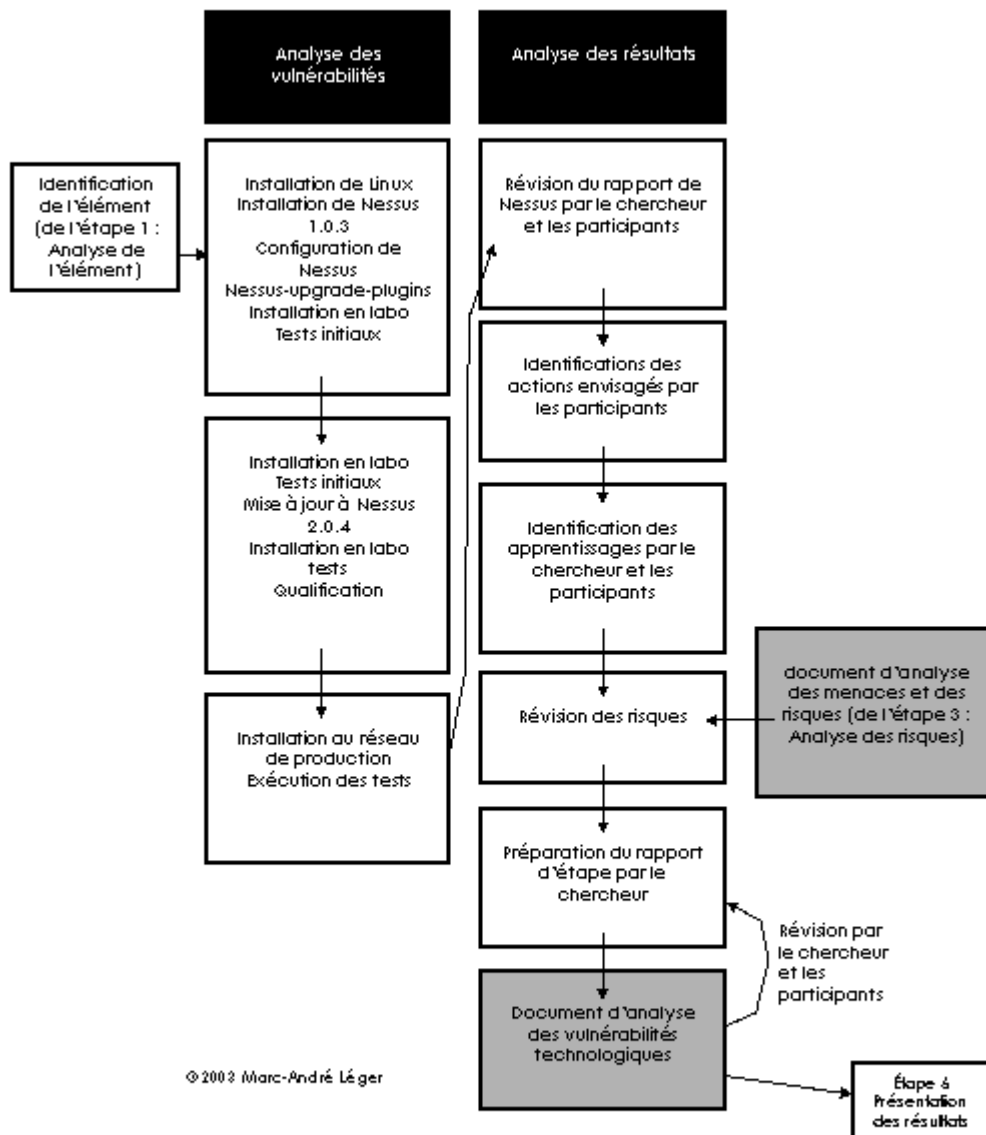 Analyse des
vulnérabilités
Analyse des résultats
Identification
de l'élément
(de l'étape 1 :
Analyse de
l'élément)
Installation de Linux
Installation de Nessus
1.0.3
Configuration de
Nessus
Nessus-upgrade-plugins
Installation en labo
Tests initiaux
Installation en labo
Tests initiaux
Mise à jour à Nessus
2.0.4
Installation en labo
tests
Qualification
Installation au réseau
de production
Exécution des tests
Révision du rapport de
Nessus par le chercheur
et les participants
Identifications des
actions envisagés par
les participants
Identification des
apprentissages par le
chercheur et les
participants
Révision des risques
document d'analyse
des menaces et des
risques (de l'étape 3 :
Analyse des risques)
Préparation du rapport
d'étape par le
chercheur
Révision par
le chercheur
et les
participants
Document d'analyse
des vulnérabilités
technologiques
Étape 6
Présentation
des résultats
©2003 Marc-André Léger